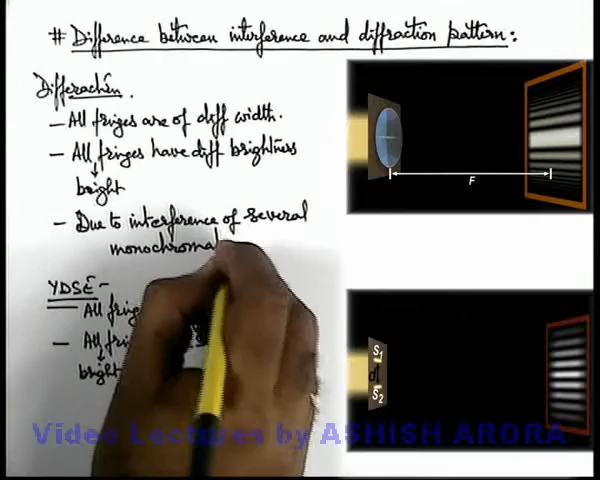 # Difference between interference and diffraction pattern:
Diffraction.
— All fringes are of diff width.
— All fringes have diff brightness
bright
— Due to interference of several
monochromat
YDSE -
— All fring
— All fri
bright
F
S1
d
S2
Video Lectures by ASHISH ARORA